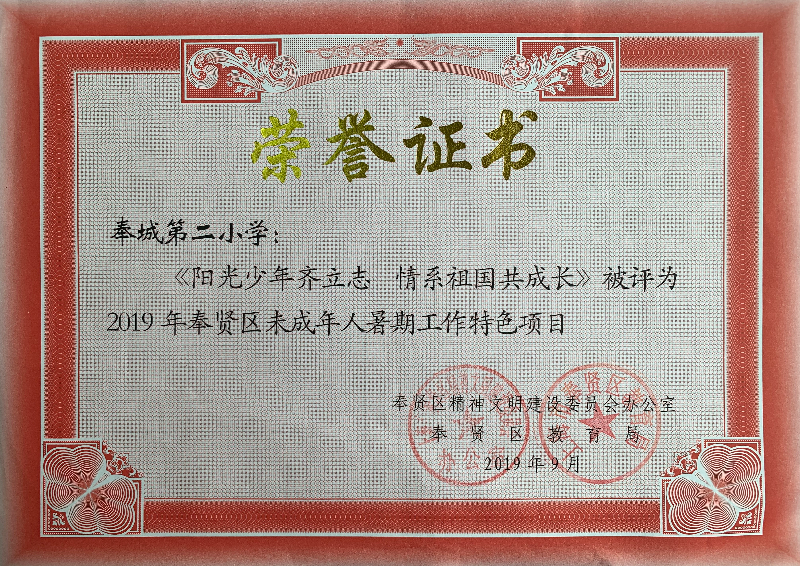 荣誉证书
奉城第二小学：
《阳光少年齐立志 情系祖国共成长》被评为
2019年奉贤区未成年人暑期工作特色项目
奉贤区精神文明建设委员会办公室
奉贤区教育局
2019年9月